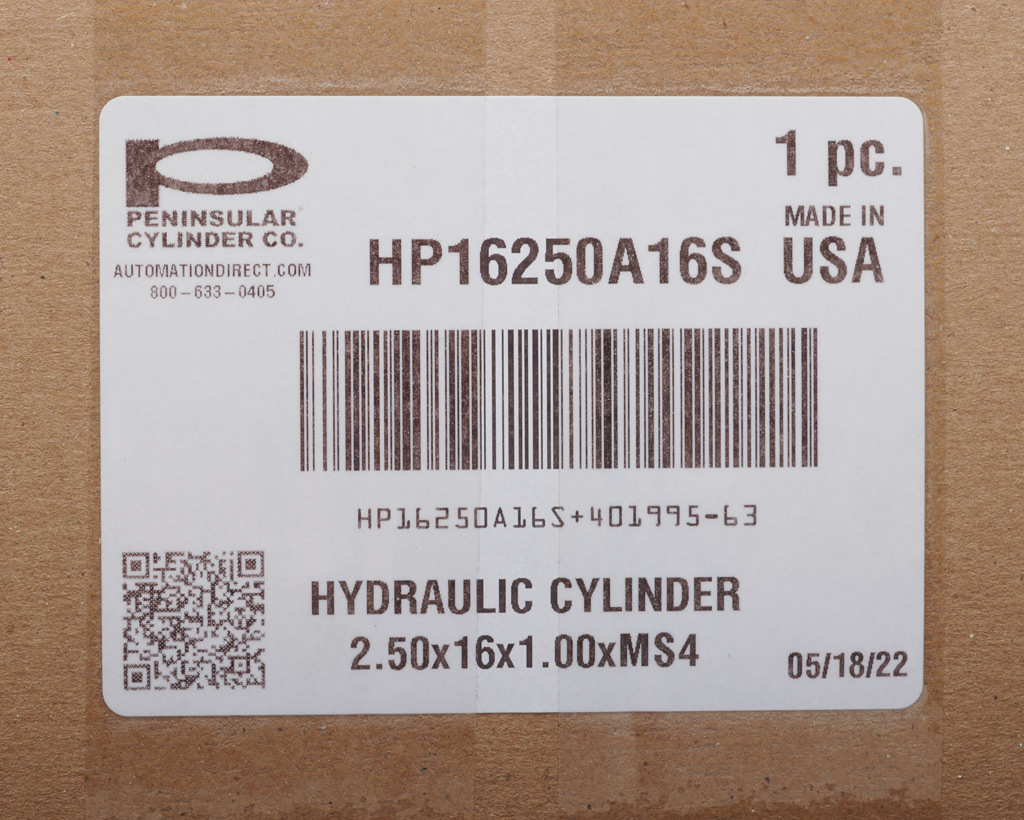 PENINSULAR
CYLINDER CO.
AUTOMATIONDIRECT.COM
800-633-0405
1 pc.
MADE IN
USA
HP16250A16S
HP16250A16S+401995-63
HYDRAULIC CYLINDER
2.50x16x1.00xMS4
05/18/22